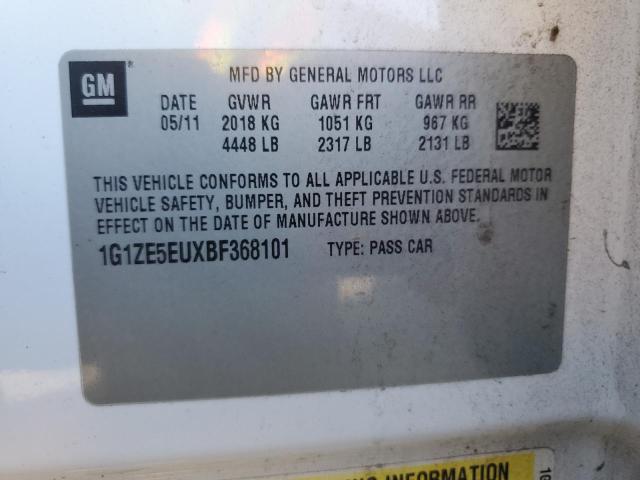 GM
MFD BY GENERAL MOTORS LLC
DATE GVWR GAWR FRT GAWR RR
05/11 2018 KG 1051 KG 967 KG
4448 LB 2317 LB 2131 LB
THIS VEHICLE CONFORMS TO ALL APPLICABLE U.S. FEDERAL MOTOR
VEHICLE SAFETY, BUMPER, AND THEFT PREVENTION STANDARDS IN
EFFECT ON THE DATE OF MANUFACTURE SHOWN ABOVE.
1G1ZE5EUXBF368101 TYPE: PASS CAR
INFORMATION